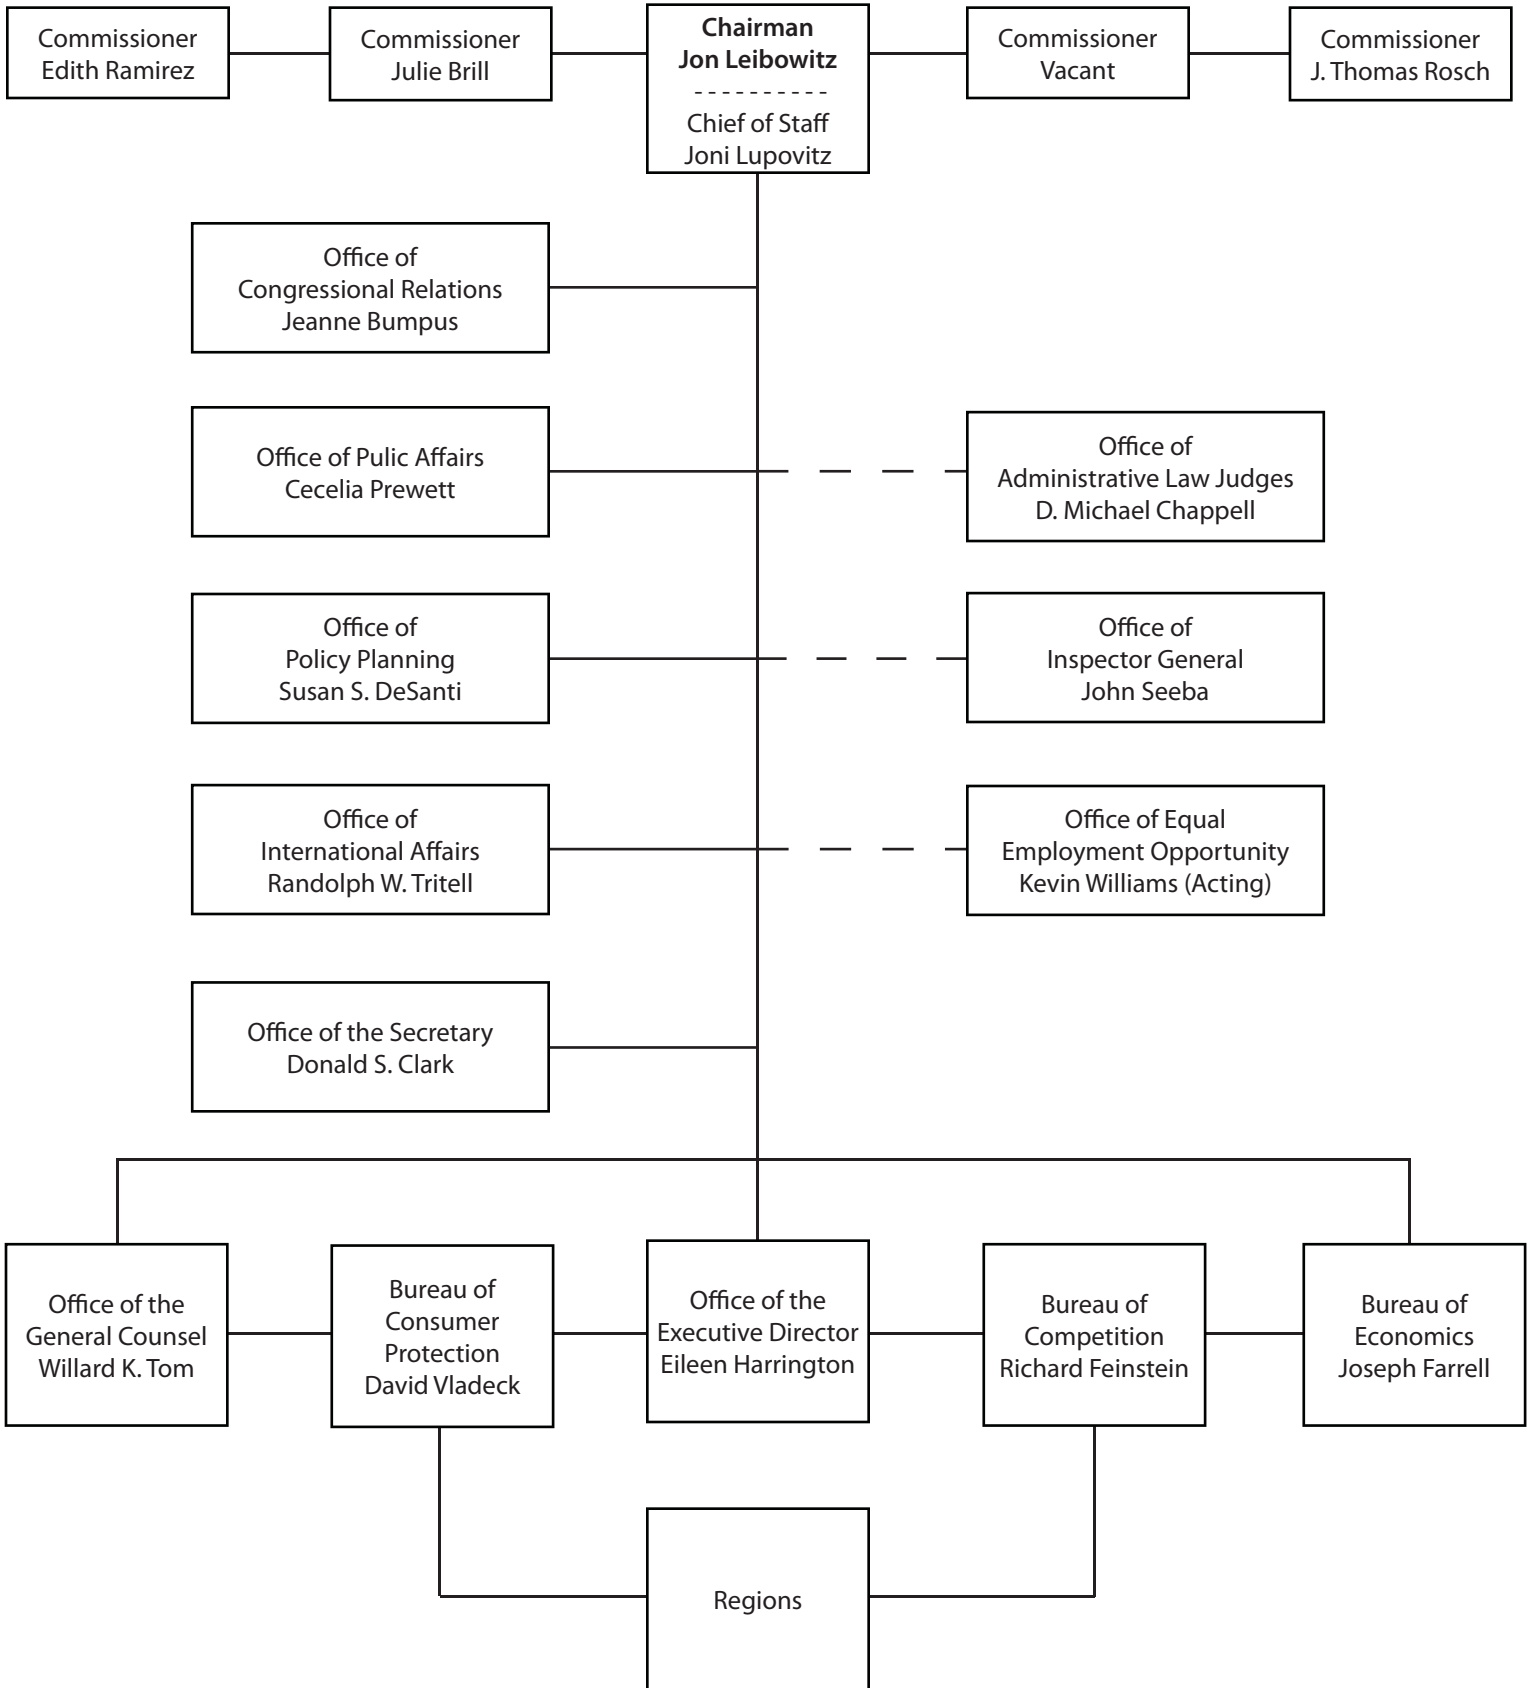 Commissioner
Edith Ramirez
Commissioner
Julie Brill
Chairman
Jon Leibowitz
----------
Chief of Staff
Joni Lupovitz
Commissioner
Vacant
Commissioner
J. Thomas Rosch
Office of
Congressional Relations
Jeanne Bumpus
Office of Pulic Affairs
Cecelia Prewett
Office of
Administrative Law Judges
D. Michael Chappell
Office of
Policy Planning
Susan S. DeSanti
Office of
Inspector General
John Seeba
Office of
International Affairs
Randolph W. Tritell
Office of Equal
Employment Opportunity
Kevin Williams (Acting)
Office of the Secretary
Donald S. Clark
Office of the
General Counsel
Willard K. Tom
Bureau of
Consumer
Protection
David Vladeck
Office of the
Executive Director
Eileen Harrington
Bureau of
Competition
Richard Feinstein
Bureau of
Economics
Joseph Farrell
Regions